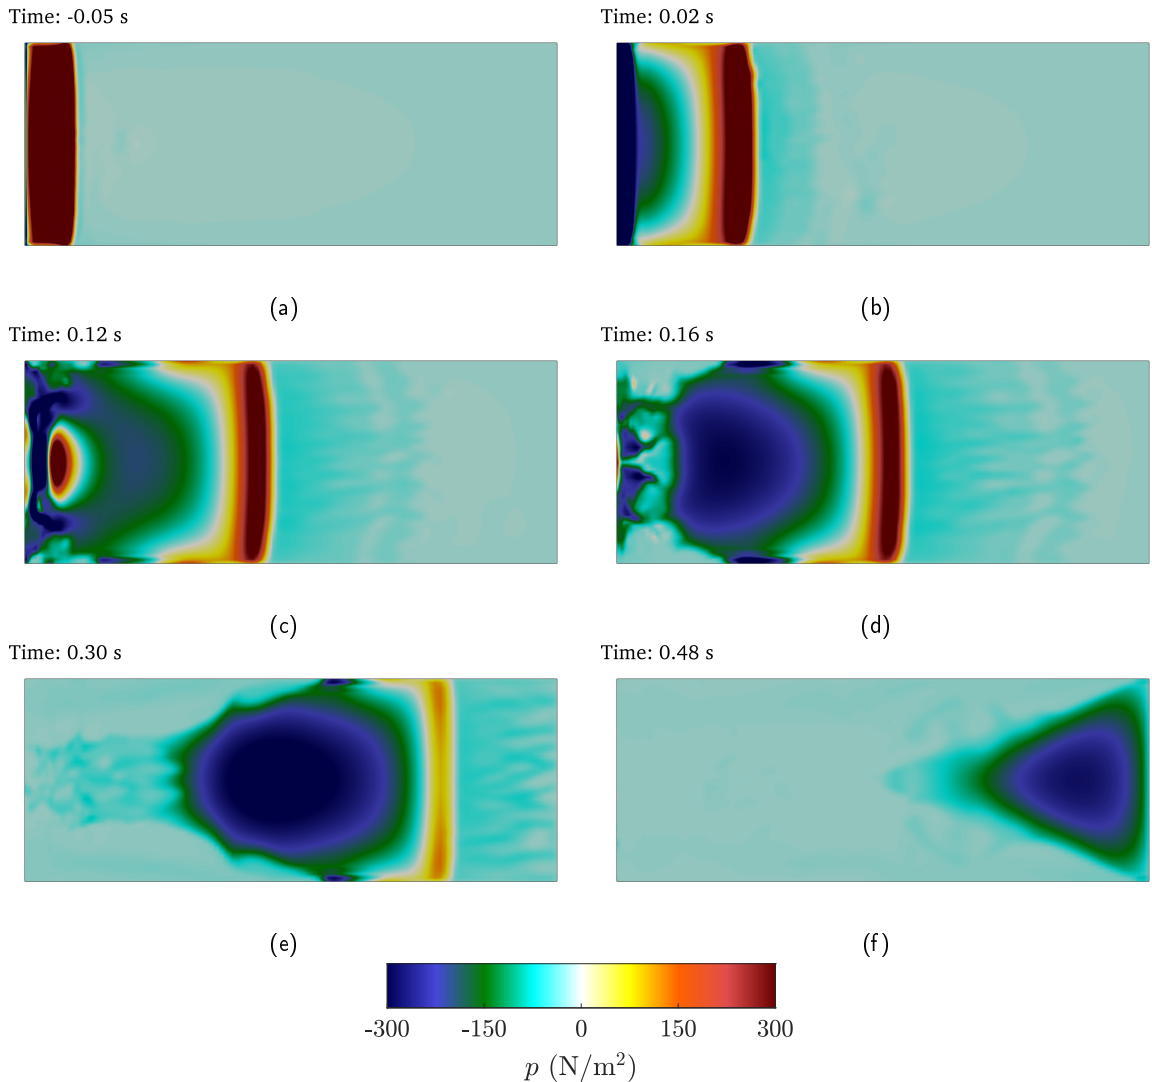 Time: -0.05 s
Time: 0.02 s
(a)
(b)
Time: 0.12 s
Time: 0.16 s
(c)
(d)
Time: 0.30 s
Time: 0.48 s
(e)
(f)
-300 -150 0 150 300
p (N/m²)